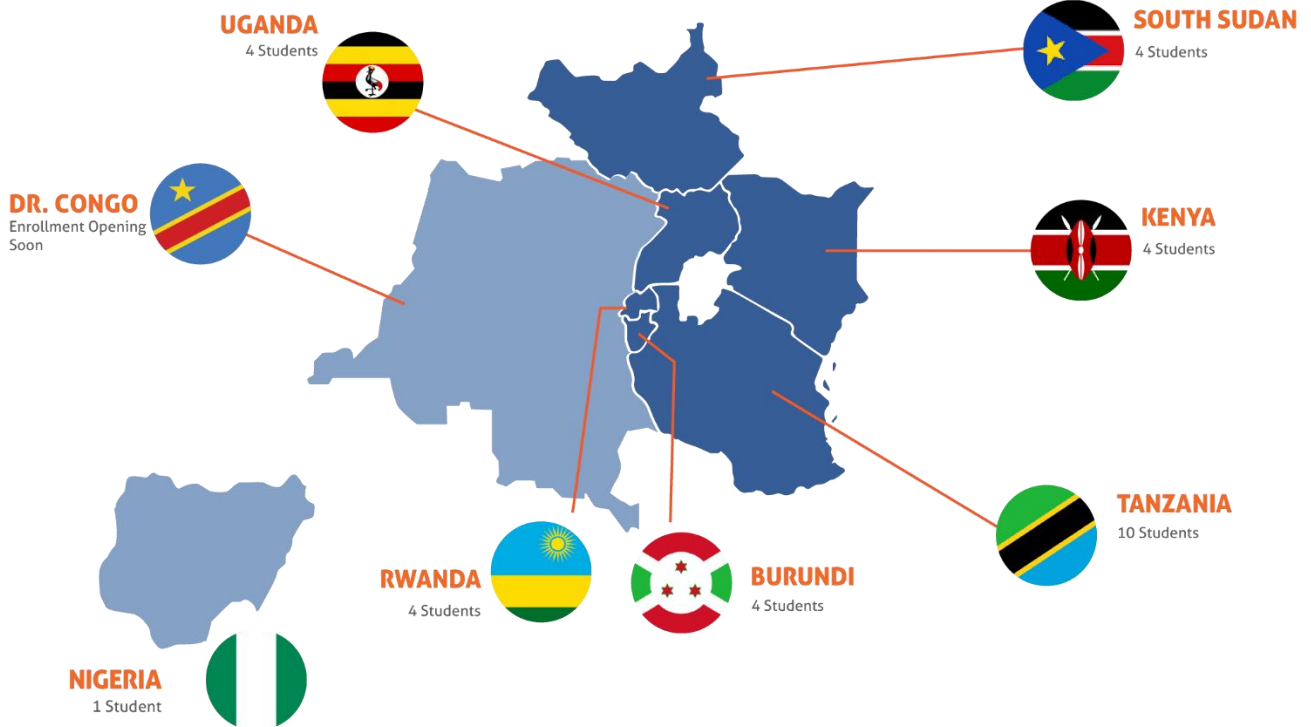 UGANDA
4 Students
SOUTH SUDAN
4 Students
DR. CONGO
Enrollment Opening
Soon
KENYA
4 Students
TANZANIA
10 Students
RWANDA
4 Students
BURUNDI
4 Students
NIGERIA
1 Student